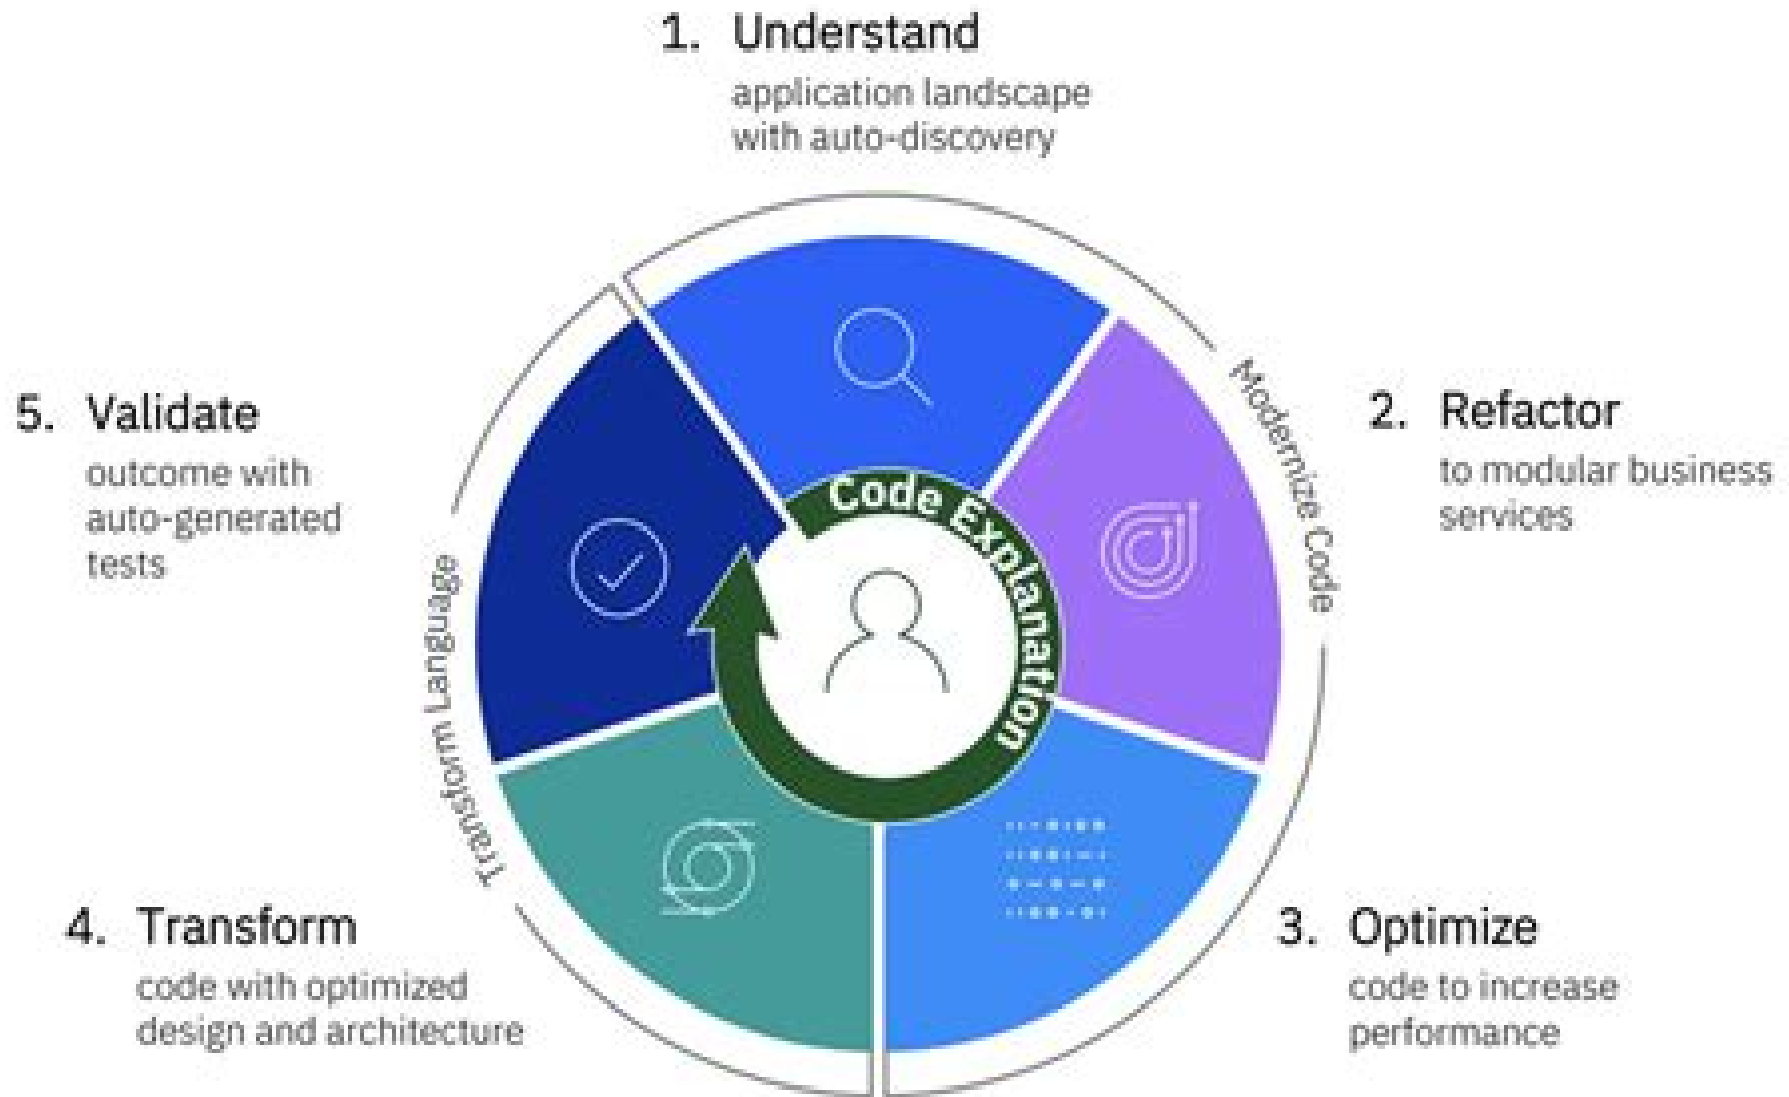 1. Understand
application landscape
with auto-discovery
Modernize Code
2. Refactor
to modular business
services
3. Optimize
code to increase
performance
4. Transform
code with optimized
design and architecture
Transform Language
5. Validate
outcome with
auto-generated
tests
Code Explanation